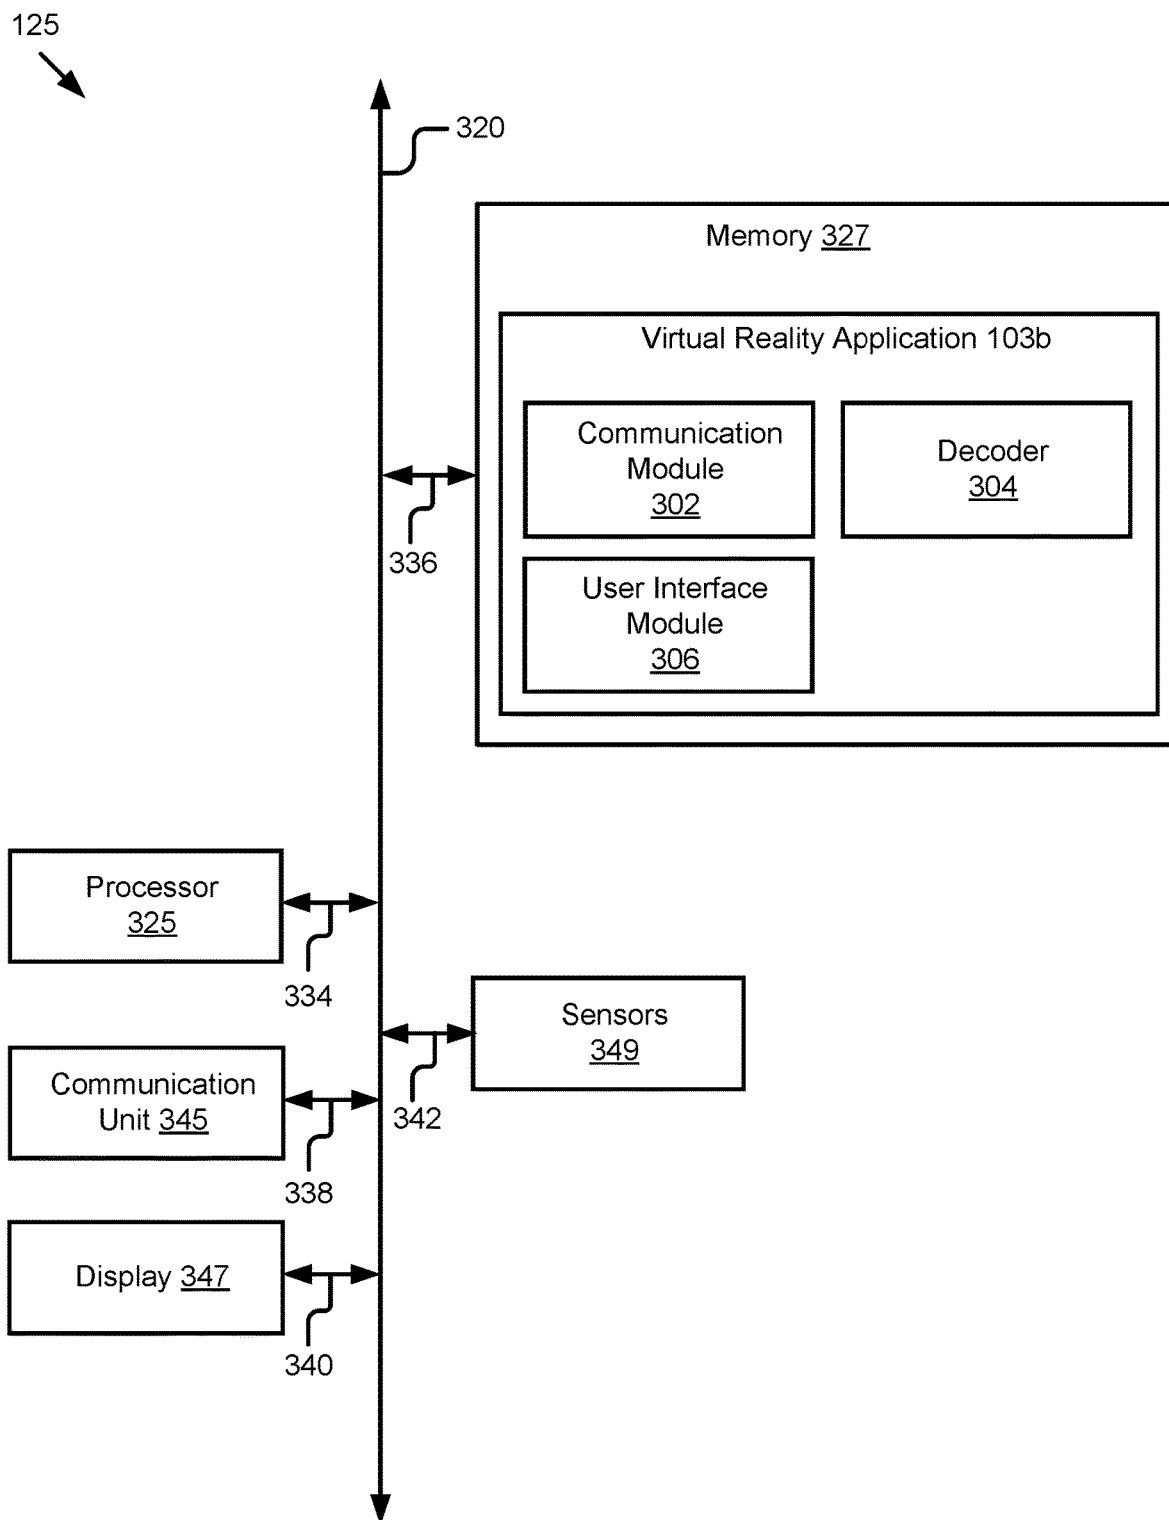 125
320
Memory 327
Virtual Reality Application 103b
Communication
Module
302
Decoder
304
336
User Interface
Module
306
Processor
325
334
Sensors
349
342
Communication
Unit 345
338
Display 347
340